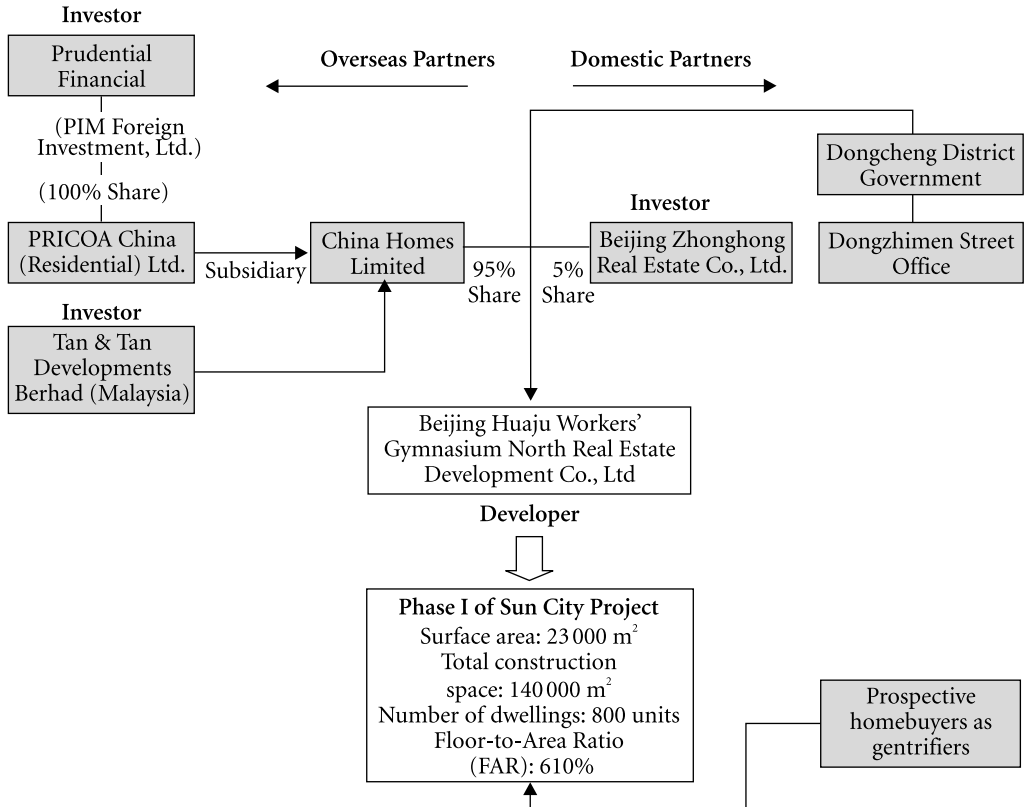 Investor
Prudential
Financial
(PIM Foreign
Investment, Ltd.)
(100% Share)
PRICOA China
(Residential) Ltd.
Investor
Tan & Tan
Developments
Berhad (Malaysia)
Subsidiary
Overseas Partners
Domestic Partners
China Homes
Limited
95%
Share
5%
Share
Investor
Beijing Zhonghong
Real Estate Co., Ltd.
Dongcheng District
Government
Dongzhimen Street
Office
Beijing Huaju Workers’
Gymnasium North Real Estate
Development Co., Ltd
Developer
Phase I of Sun City Project
Surface area: 23 000 m²
Total construction
space: 140 000 m²
Number of dwellings: 800 units
Floor-to-Area Ratio
(FAR): 610%
Prospective
homebuyers as
gentrifiers